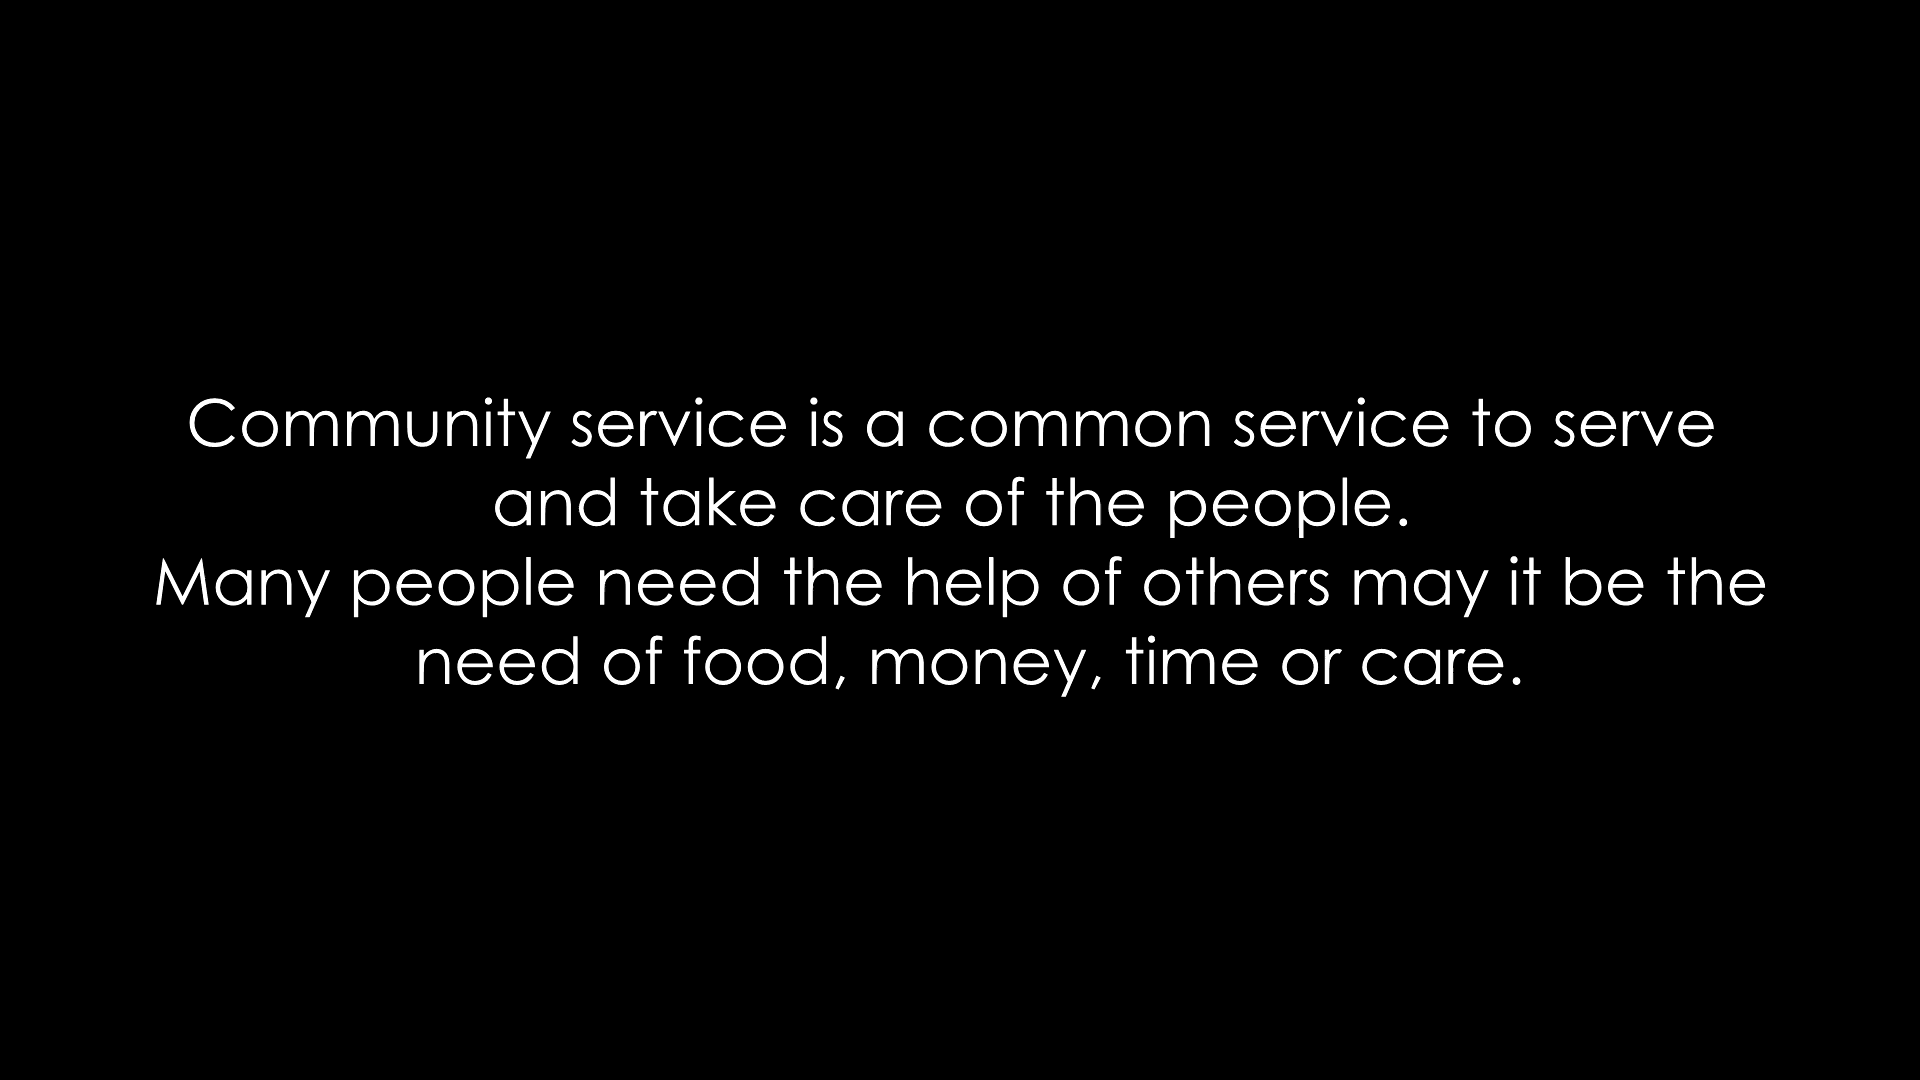 Community service is a common service to serve
and take care of the people.
Many people need the help of others may it be the
need of food, money, time or care.